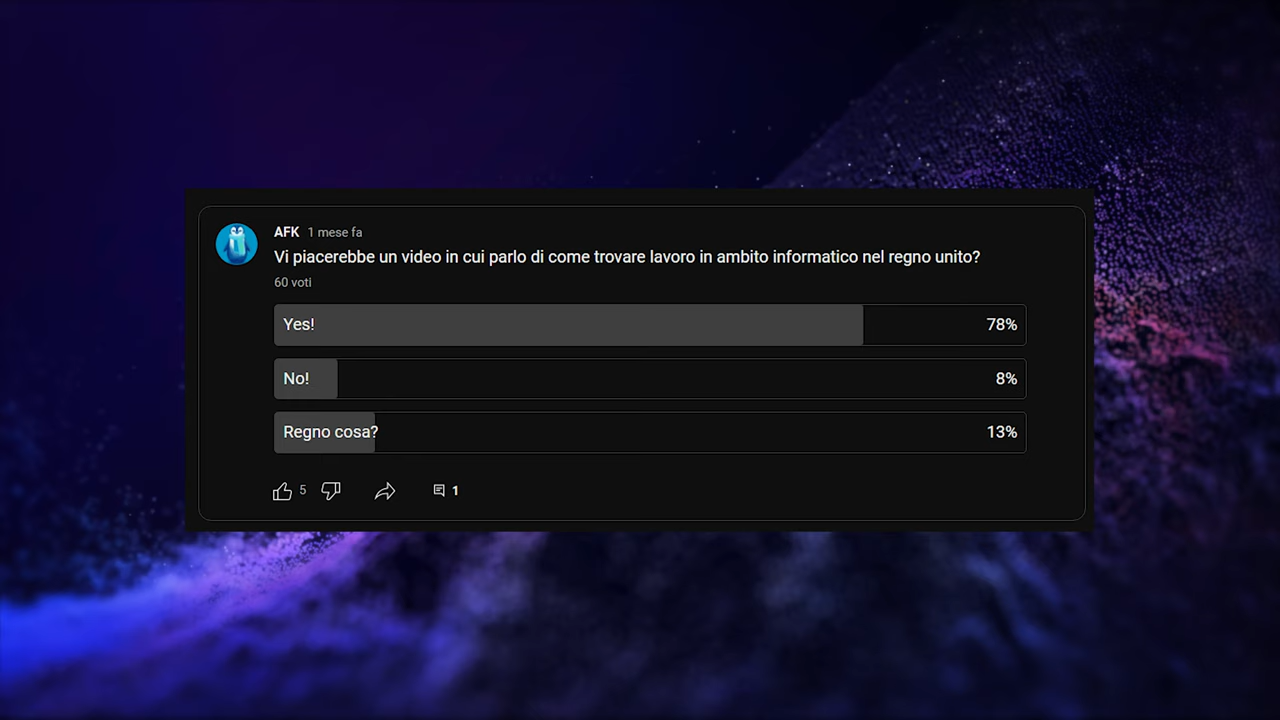 AFK 1 mese fa
Vi piacerebbe un video in cui parlo di come trovare lavoro in ambito informatico nel regno unito?
60 voti
Yes! 78%
No! 8%
Regno cosa? 13%
5 1